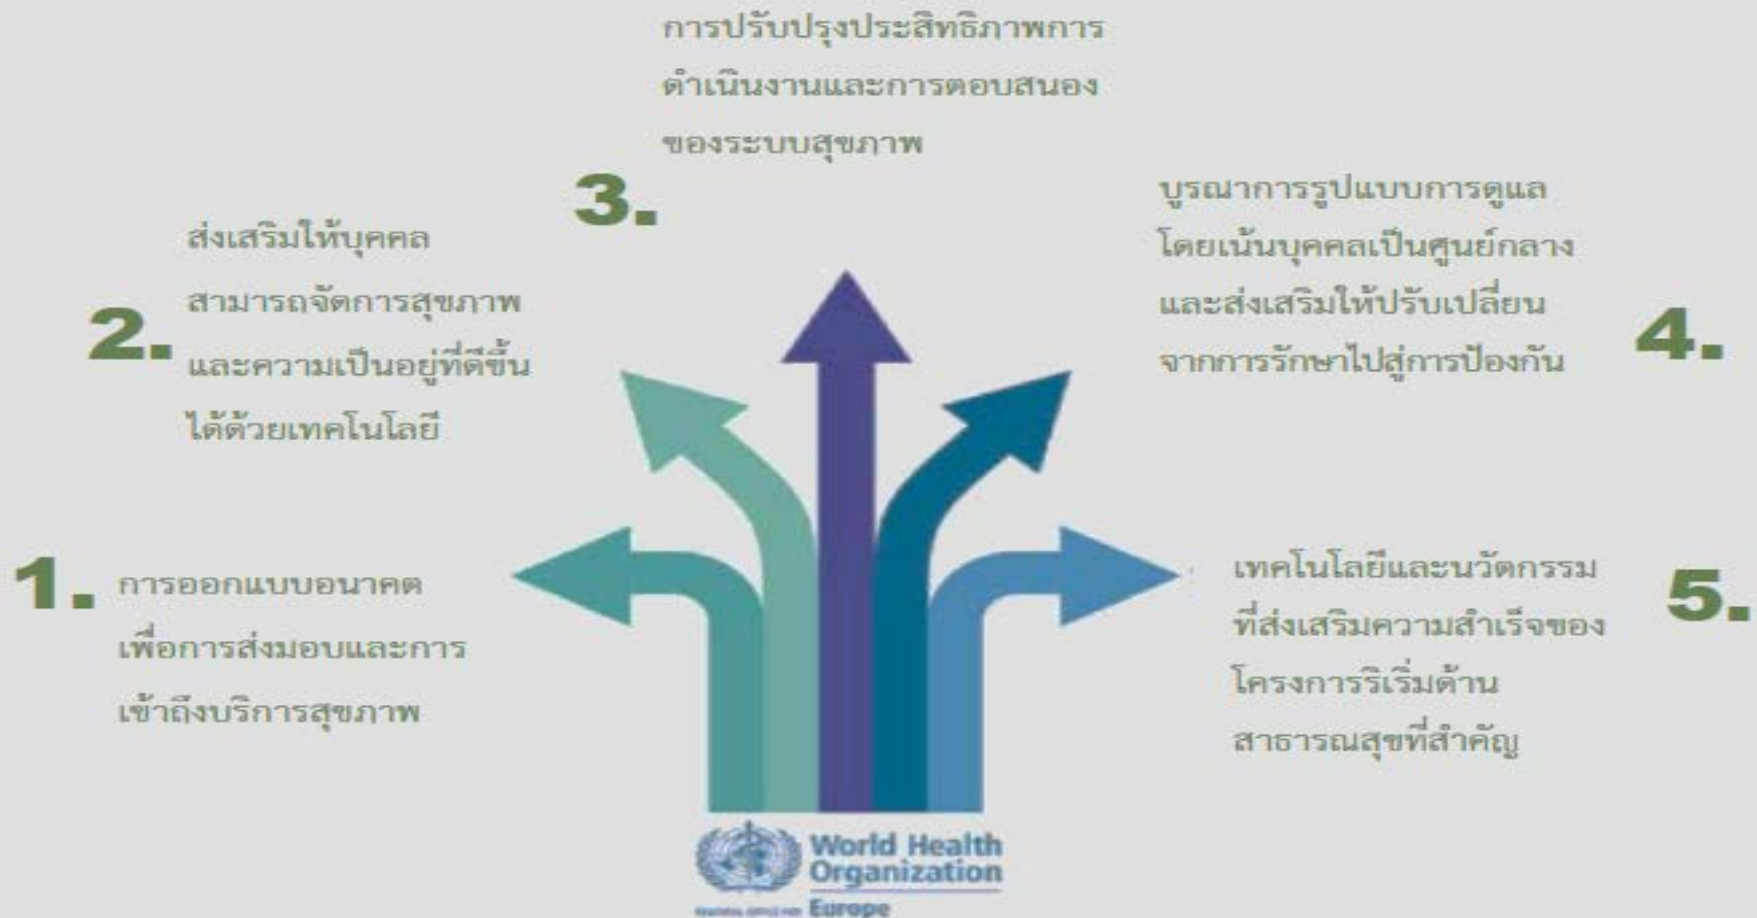 1.
การออกแบบอนาคต
เพื่อการส่งมอบและการ
เข้าถึงบริการสุขภาพ
2.
ส่งเสริมให้บุคคล
สามารถจัดการสุขภาพ
และความเป็นอยู่ที่ดีขึ้น
ได้ด้วยเทคโนโลยี
3.
การปรับปรุงประสิทธิภาพการ
ดำเนินงานและการตอบสนอง
ของระบบสุขภาพ
4.
บูรณาการรูปแบบการดูแล
โดยเน้นบุคคลเป็นศูนย์กลาง
และส่งเสริมให้ปรับเปลี่ยน
จากการรักษาไปสู่การป้องกัน
5.
เทคโนโลยีและนวัตกรรม
ที่ส่งเสริมความสำเร็จของ
โครงการริเริ่มด้าน
สาธารณสุขที่สำคัญ
World Health
Organization
REGIONAL OFFICE FOR Europe